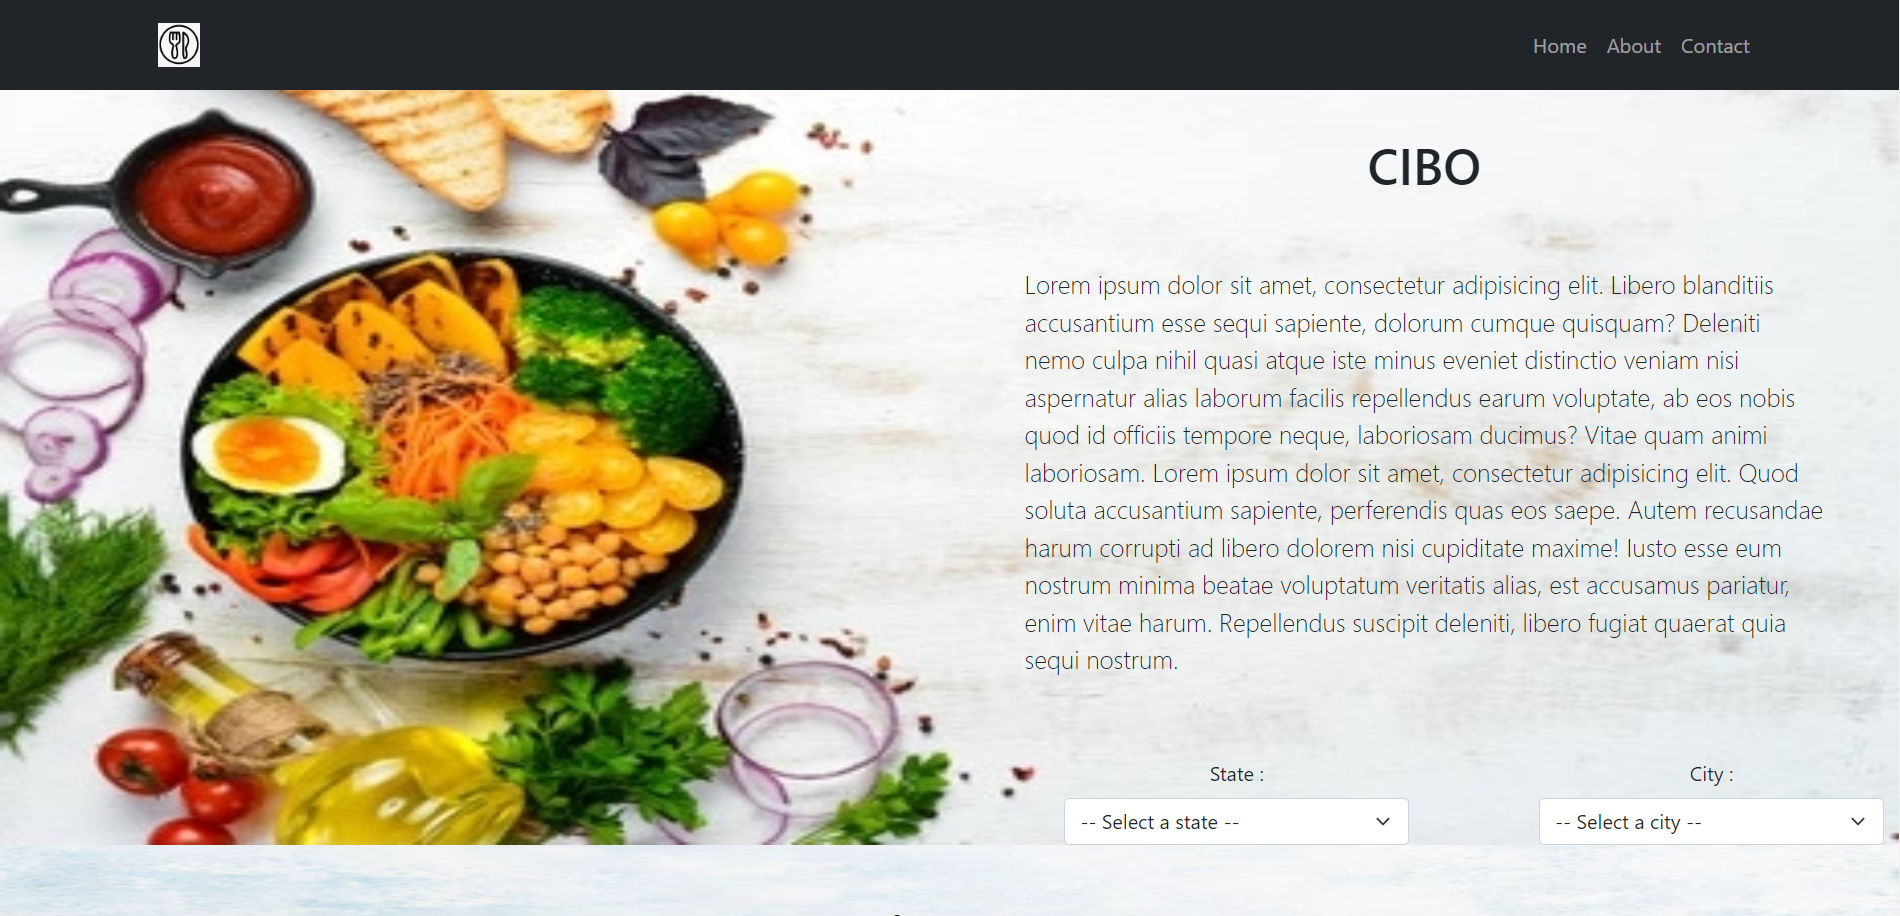 Home About Contact
CIBO
Lorem ipsum dolor sit amet, consectetur adipisicing elit. Libero blanditiis
accusantium esse sequi sapiente, dolorum cumque quisquam? Deleniti
nemo culpa nihil quasi atque iste minus eveniet distinctio veniam nisi
aspernatur alias laborum facilis repellendus earum voluptate, ab eos nobis
quod id officiis tempore neque, laboriosam ducimus? Vitae quam animi
laboriosam. Lorem ipsum dolor sit amet, consectetur adipisicing elit. Quod
soluta accusantium sapiente, perferendis quas eos saepe. Autem recusandae
harum corrupti ad libero dolorem nisi cupiditate maxime! Iusto esse eum
nostrum minima beatae voluptatum veritatis alias, est accusamus pariatur,
enim vitae harum. Repellendus suscipit deleniti, libero fugiat quaerat quia
sequi nostrum.
State : City :
-- Select a state -- -- Select a city --